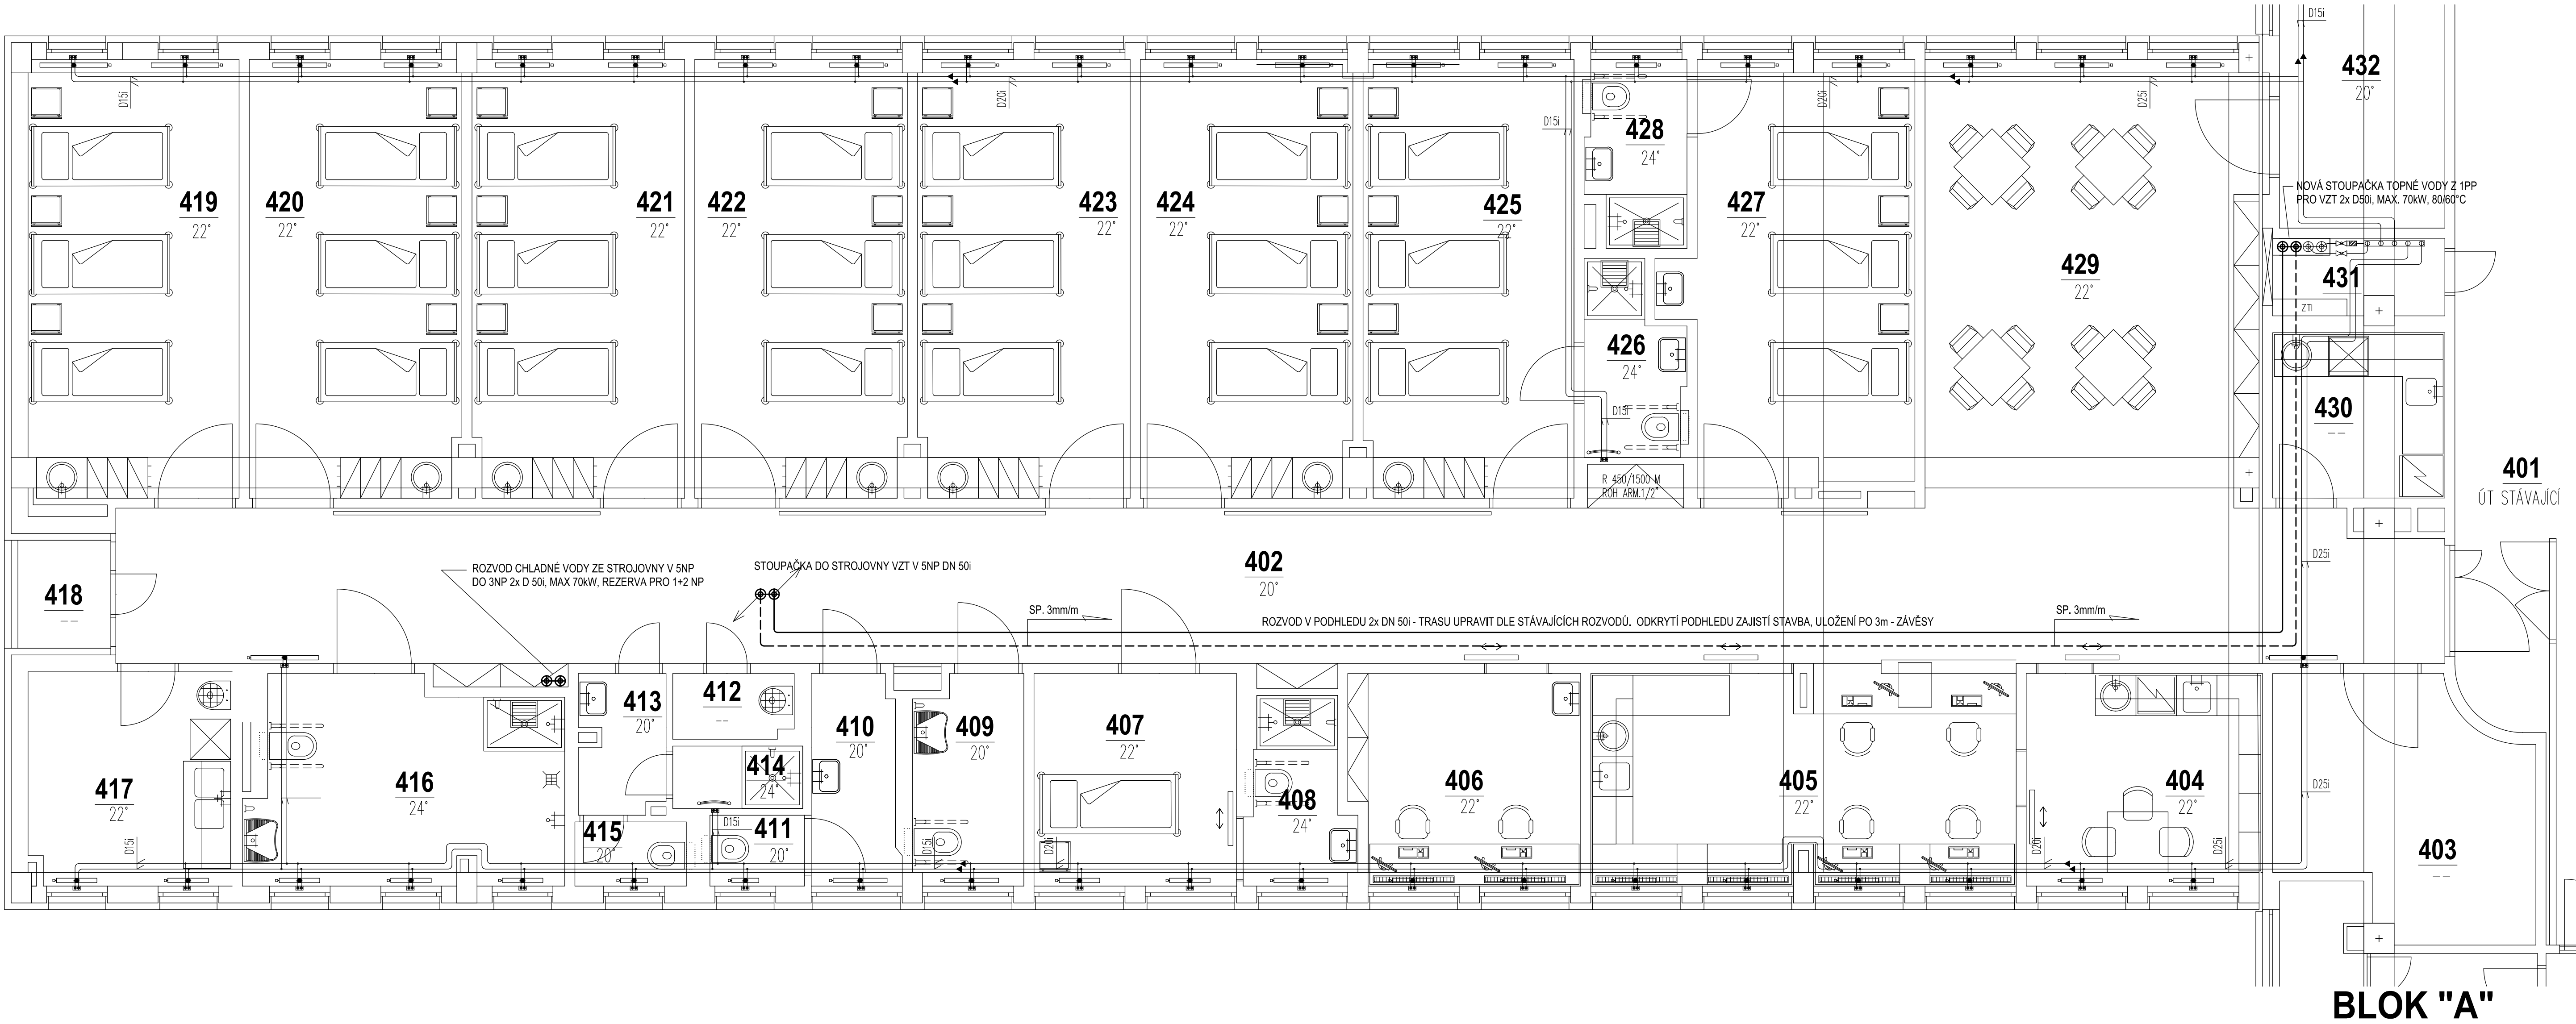 D15i
432
20°
D15i
D20i
D15i
D20i
D25i
428
24°
419
22°
420
22°
421
22°
422
22°
423
22°
424
22°
425
22°
427
22°
429
22°
NOVÁ STOUPAČKA TOPNÉ VODY Z 1PP
PRO VZT 2x D50i, MAX. 70kW, 80/60°C
431
ZTI
426
24°
D15i
430
--
R 450/1500 M
ROH ARM.1/2"
401
ÚT STÁVAJÍCÍ
418
--
ROZVOD CHLADNÉ VODY ZE STROJOVNY V 5NP
DO 3NP 2x D 50i, MAX 70kW, REZERVA PRO 1+2 NP
STOUPAČKA DO STROJOVNY VZT V 5NP DN 50i
402
20°
D25i
SP. 3mm/m
ROZVOD V PODHLEDU 2x DN 50i - TRASU UPRAVIT DLE STÁVAJÍCÍCH ROZVODŮ. ODKRYTÍ PODHLEDU ZAJISTÍ STAVBA, ULOŽENÍ PO 3m - ZÁVĚSY
SP. 3mm/m
417
22°
416
24°
413
20°
412
--
414
24°
415
20°
411
20°
410
20°
409
20°
407
22°
408
24°
406
22°
405
22°
404
22°
403
--
D25i
D15i
D15i
D15i
D20i
D20i
D25i
BLOK "A"